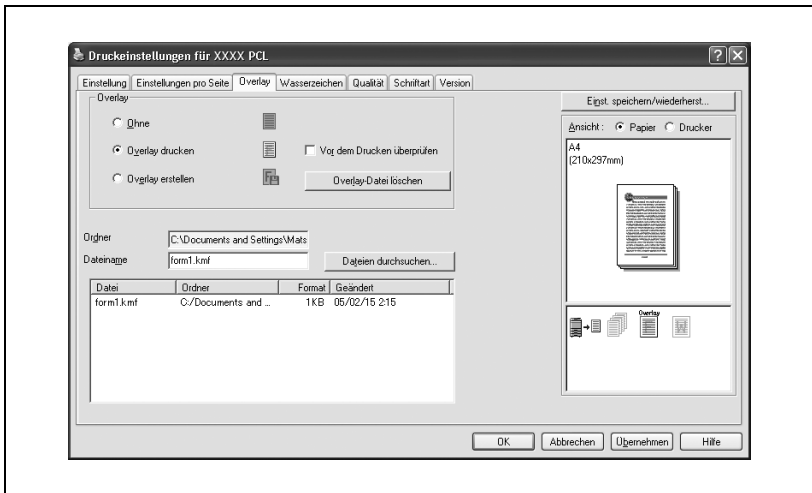 Druckeinstellungen für XXXX PCL
Einstellung Einstellungen pro Seite Overlay Wasserzeichen Qualität Schriftart Version
Overlay
Ohne
Overlay drucken
Vor dem Drucken überprüfen
Overlay erstellen
Overlay-Datei löschen
Ordner C:\Documents and Settings\Mats
Dateiname form1.kmf Dateien durchsuchen...
Datei Ordner Format Geändert
form1.kmf C:/Documents and ... 1KB 05/02/15 2:15
Einst. speichern/wiederherst...
Ansicht: Papier Drucker
A4
(210x297mm)
Overlay
OK Abbrechen Übernehmen Hilfe